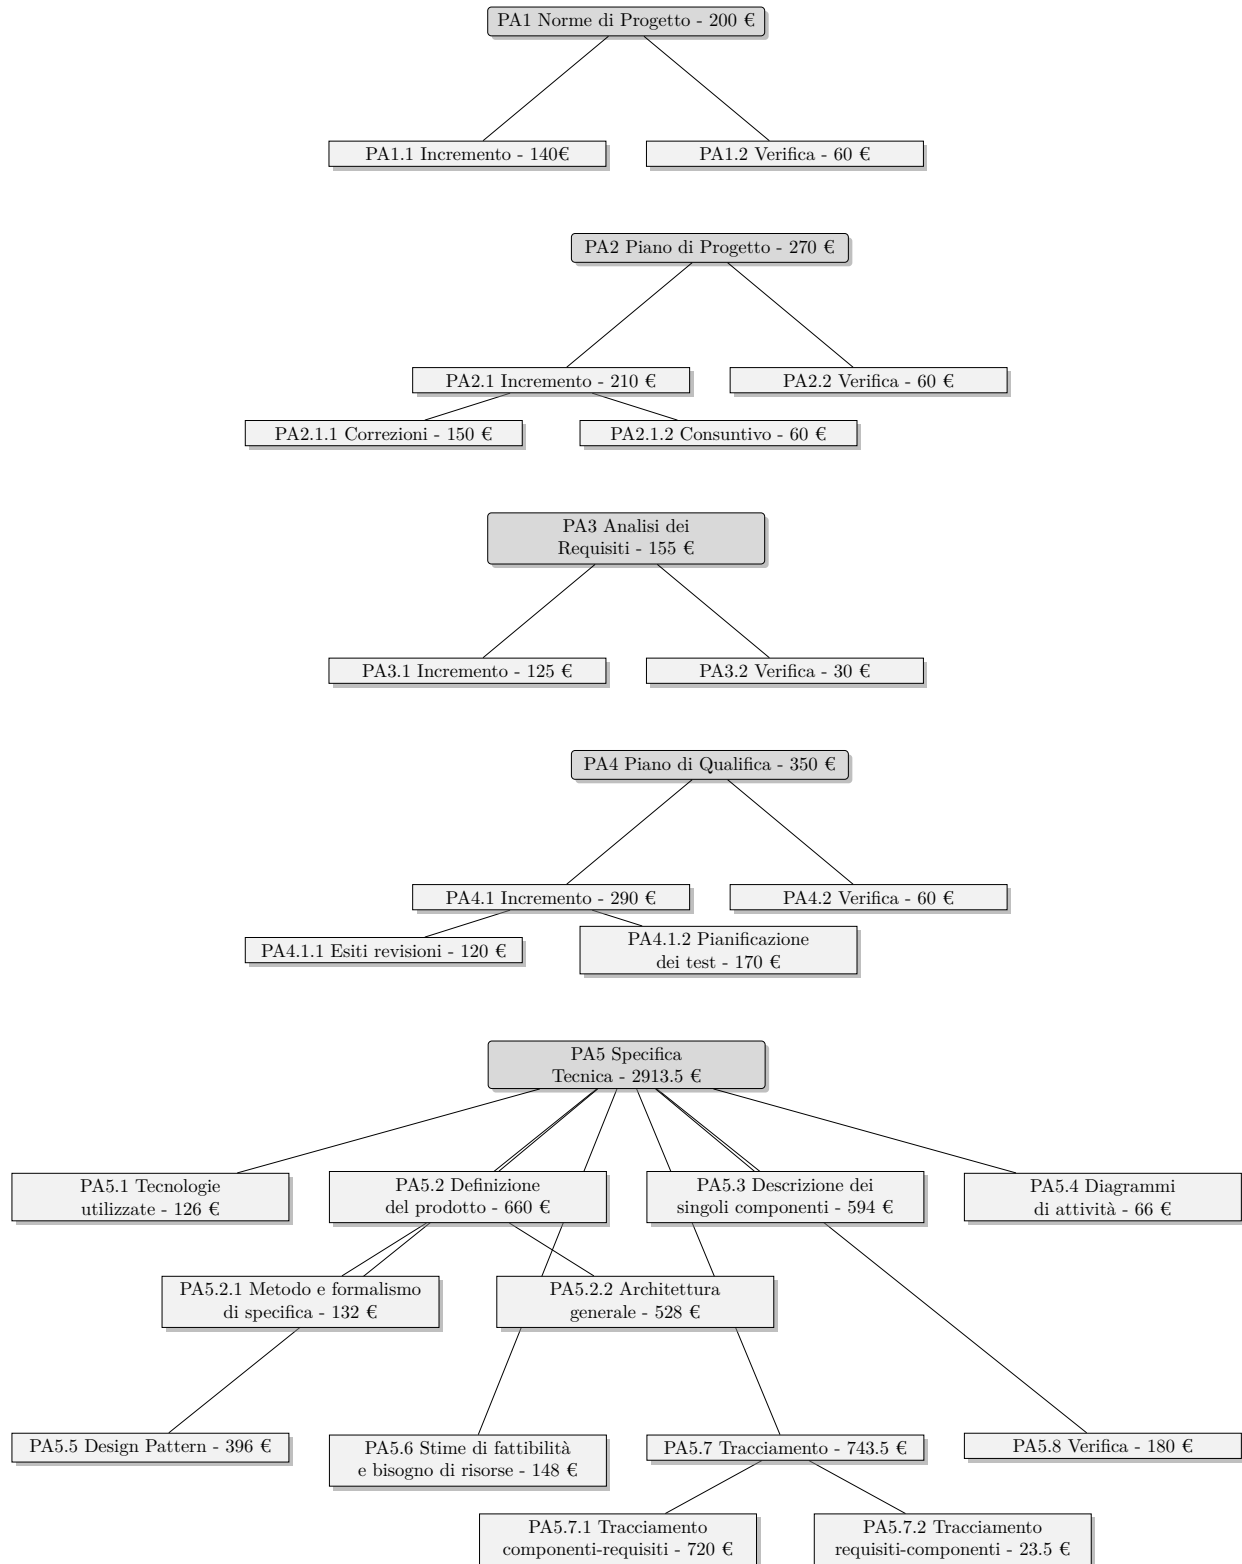 PA1 Norme di Progetto - 200 €
PA1.1 Incremento - 140€
PA1.2 Verifica - 60 €
PA2 Piano di Progetto - 270 €
PA2.1 Incremento - 210 €
PA2.2 Verifica - 60 €
PA2.1.1 Correzioni - 150 €
PA2.1.2 Consuntivo - 60 €
PA3 Analisi dei
Requisiti - 155 €
PA3.1 Incremento - 125 €
PA3.2 Verifica - 30 €
PA4 Piano di Qualifica - 350 €
PA4.1 Incremento - 290 €
PA4.2 Verifica - 60 €
PA4.1.1 Esiti revisioni - 120 €
PA4.1.2 Pianificazione
dei test - 170 €
PA5 Specifica
Tecnica - 2913.5 €
PA5.1 Tecnologie
utilizzate - 126 €
PA5.2 Definizione
del prodotto - 660 €
PA5.3 Descrizione dei
singoli componenti - 594 €
PA5.4 Diagrammi
di attività - 66 €
PA5.2.1 Metodo e formalismo
di specifica - 132 €
PA5.2.2 Architettura
generale - 528 €
PA5.5 Design Pattern - 396 €
PA5.6 Stime di fattibilità
e bisogno di risorse - 148 €
PA5.7 Tracciamento - 743.5 €
PA5.8 Verifica - 180 €
PA5.7.1 Tracciamento
componenti-requisiti - 720 €
PA5.7.2 Tracciamento
requisiti-componenti - 23.5 €